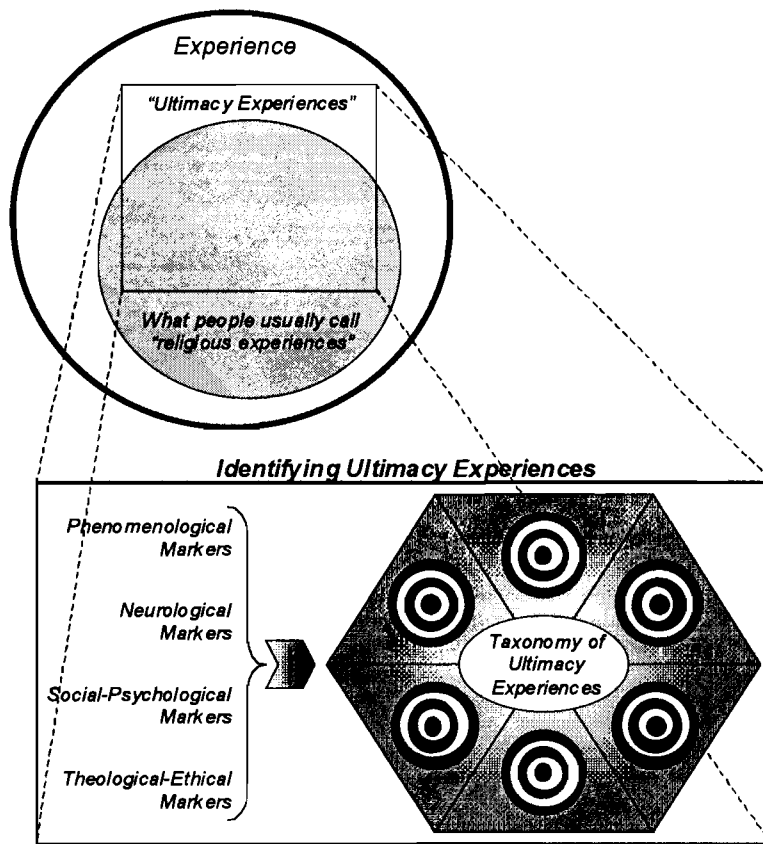 Experience
"Ultimacy Experiences"
What people usually call
"religious experiences"
Identifying Ultimacy Experiences
Phenomenological
Markers
Neurological
Markers
Social-Psychological
Markers
Theological-Ethical
Markers
Taxonomy of
Ultimacy
Experiences